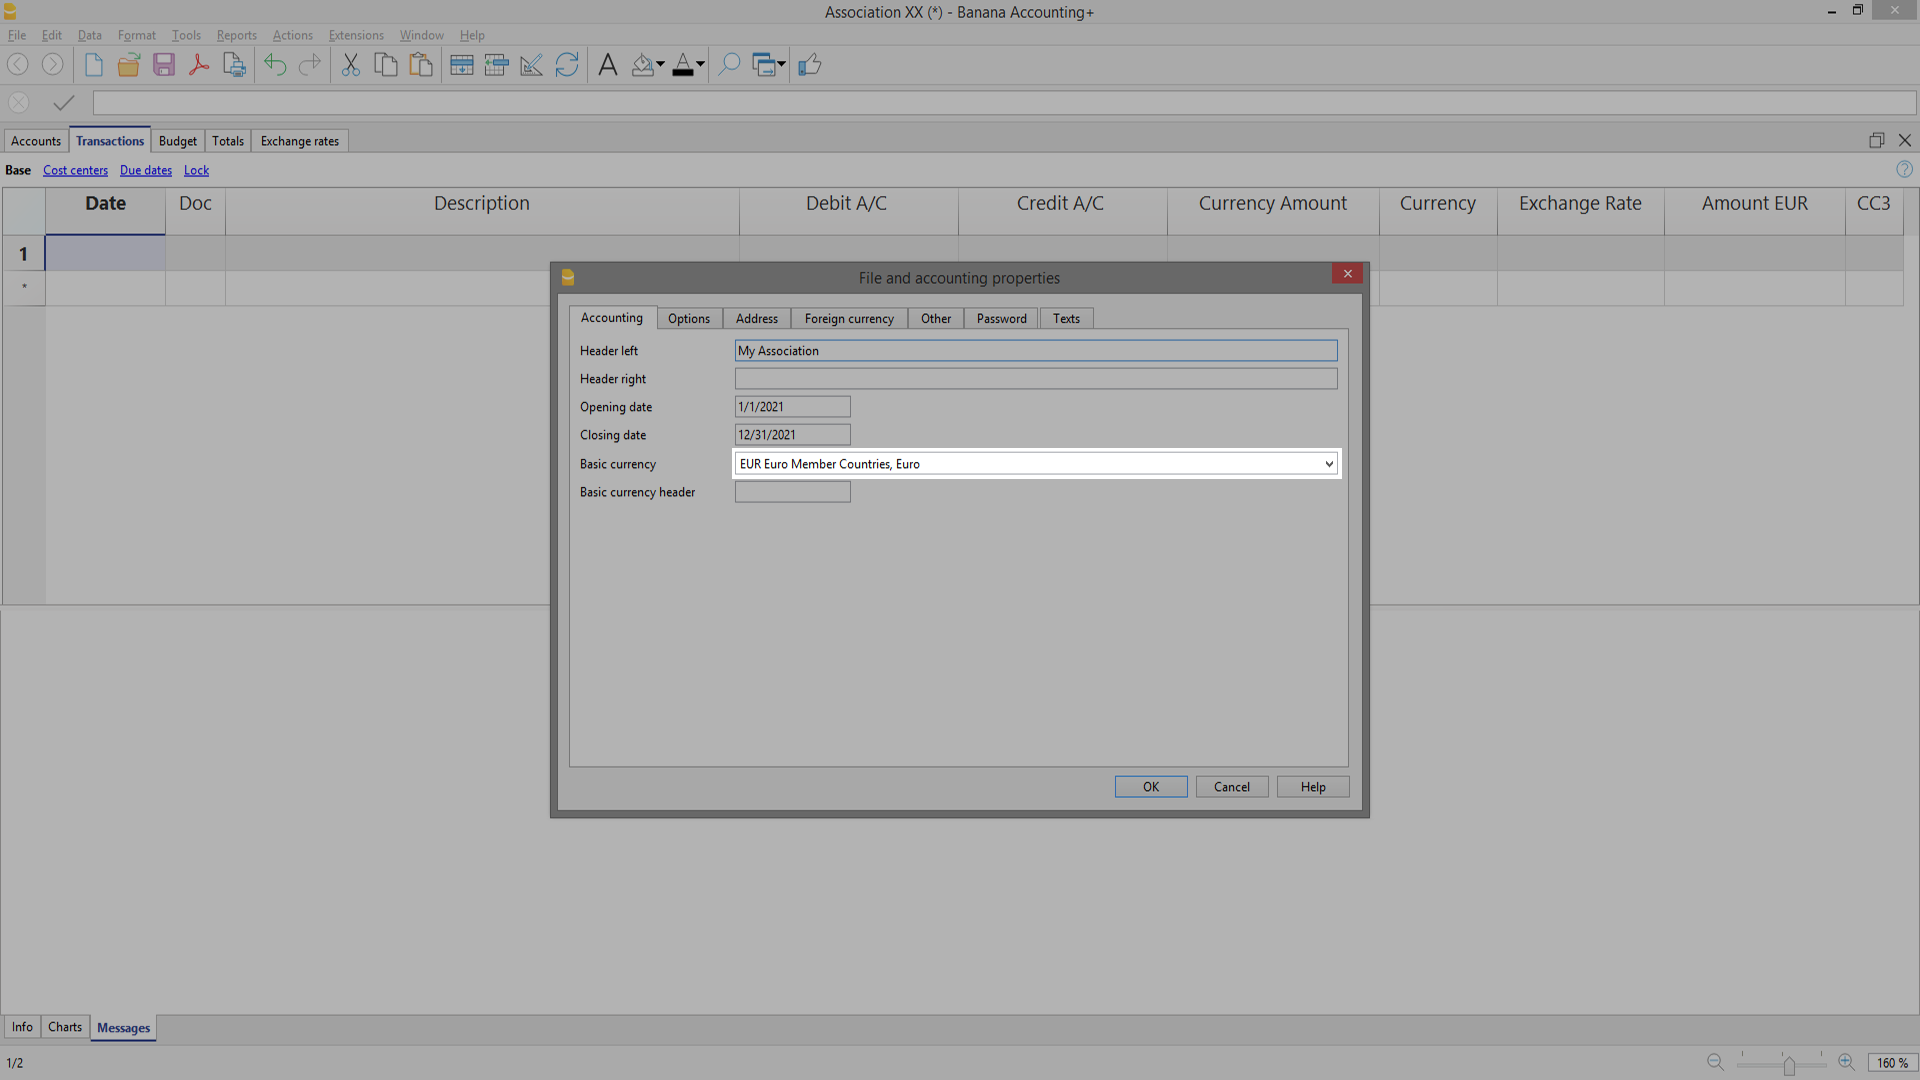 Association XX (*) - Banana Accounting+
File Edit Data Format Tools Reports Actions Extensions Window Help
Accounts Transactions Budget Totals Exchange rates
Base Cost centers Due dates Lock
Date Doc Description Debit A/C Credit A/C Currency Amount Currency Exchange Rate Amount EUR CC3
1
*
File and accounting properties
Accounting Options Address Foreign currency Other Password Texts
Header left My Association
Header right
Opening date 1/1/2021
Closing date 12/31/2021
Basic currency EUR Euro Member Countries, Euro
Basic currency header
OK Cancel Help
Info Charts Messages
1/2 160 %